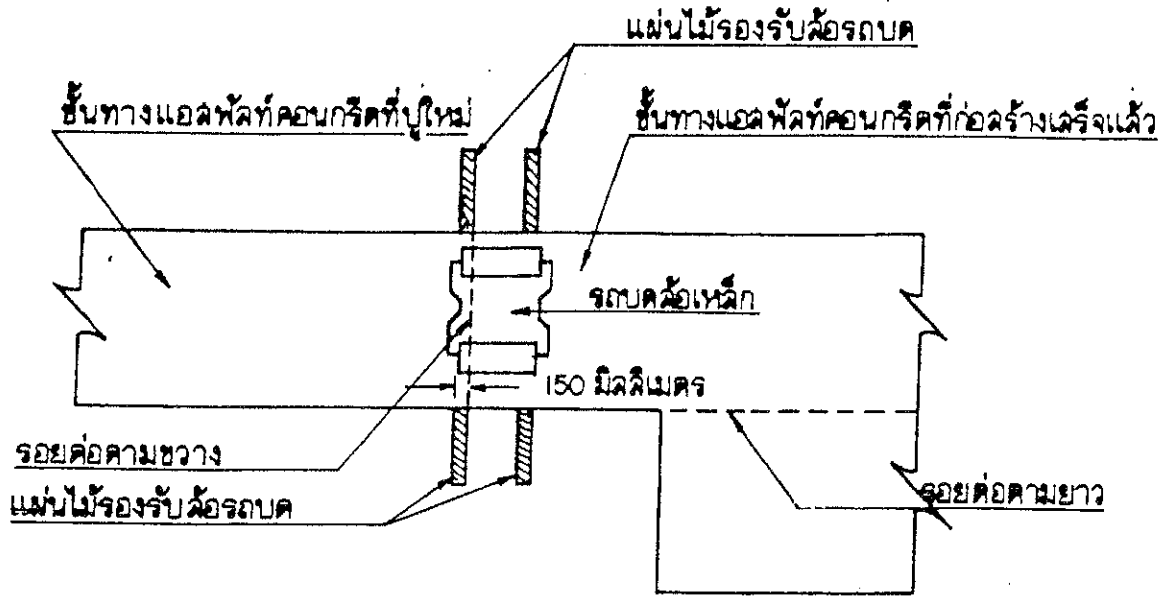 แผ่นไม้รองรับล้อรถบด
ชั้นทางแอสฟัลท์คอนกรีตที่ปูใหม่
ชั้นทางแอสฟัลท์คอนกรีตที่ก่อสร้างเสร็จแล้ว
รถบดล้อเหล็ก
150 มิลลิเมตร
รอยต่อตามขวาง
แผ่นไม้รองรับล้อรถบด
รอยต่อตามยาว